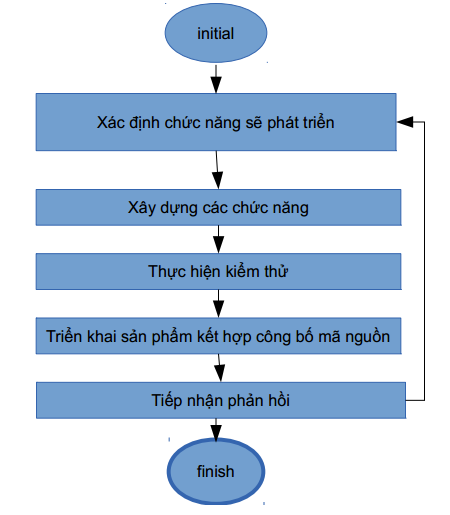 initial
Xác định chức năng sẽ phát triển
Xây dựng các chức năng
Thực hiện kiểm thử
Triển khai sản phẩm kết hợp công bố mã nguồn
Tiếp nhận phản hồi
finish